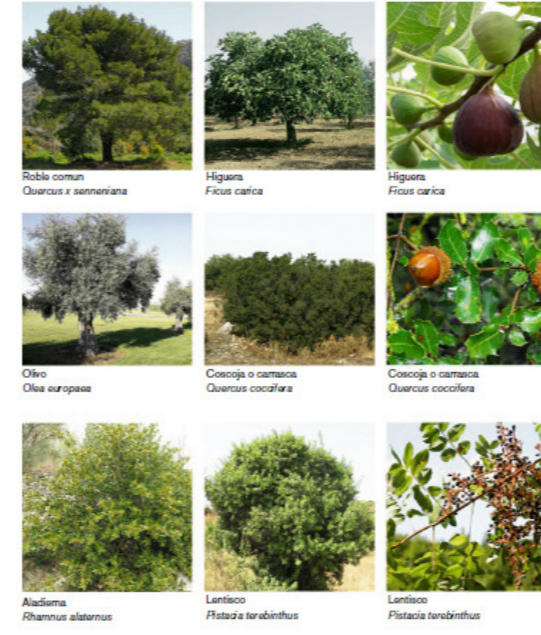 Roble comun
Quercus x senneniana
Higuera
Ficus carica
Higuera
Ficus carica
Olivo
Olea europaea
Coscoja o carrasca
Quercus coccifera
Coscoja o carrasca
Quercus coccifera
Aladierna
Rhamnus alaternus
Lentisco
Pistacia terebinthus
Lentisco
Pistacia terebinthus